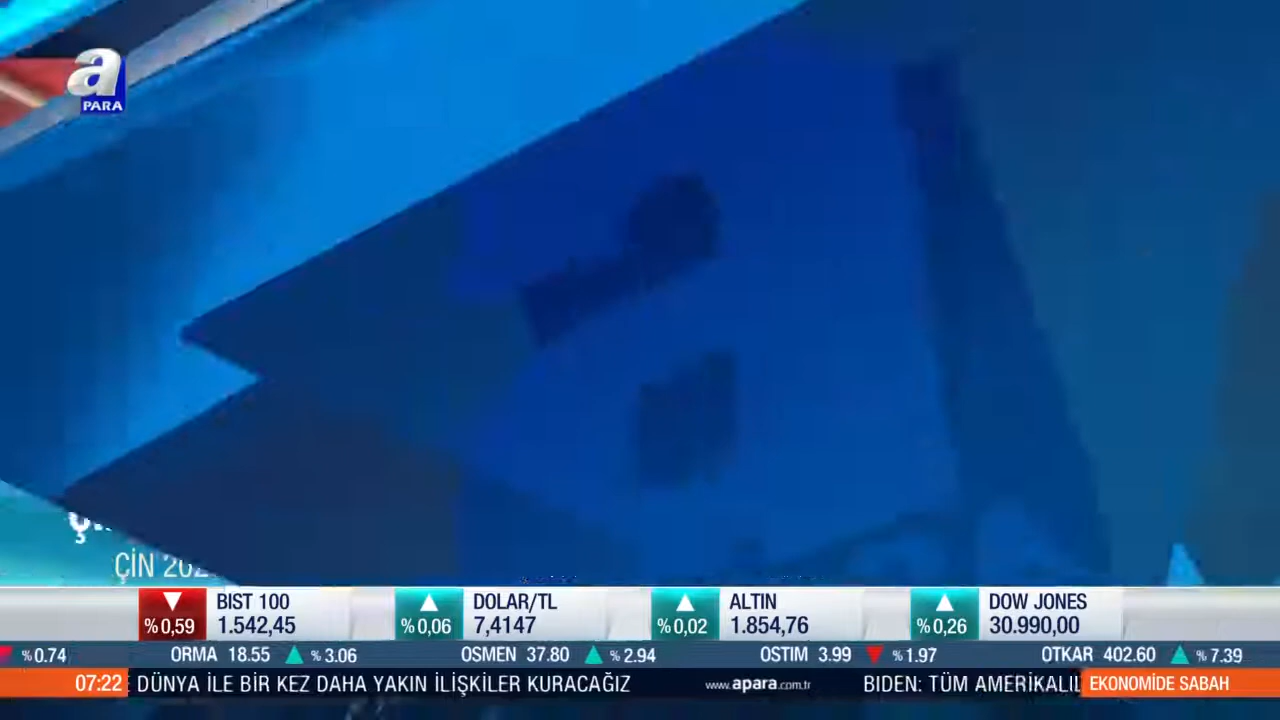 a
PARA
ÇİN 202
BIST 100
%0,59 1.542,45
DOLAR/TL
%0,06 7,4147
ALTIN
%0,02 1.854,76
DOW JONES
%0,26 30.990,00
%0.74 ORMA 18.55 %3.06 OSMEN 37.80 %2.94 OSTIM 3.99 %1.97 OTKAR 402.60 %7.39
07:22 DÜNYA İLE BİR KEZ DAHA YAKIN İLİŞKİLER KURACAĞIZ www.apara.com.tr BIDEN: TÜM EKONOMİDE SABAH